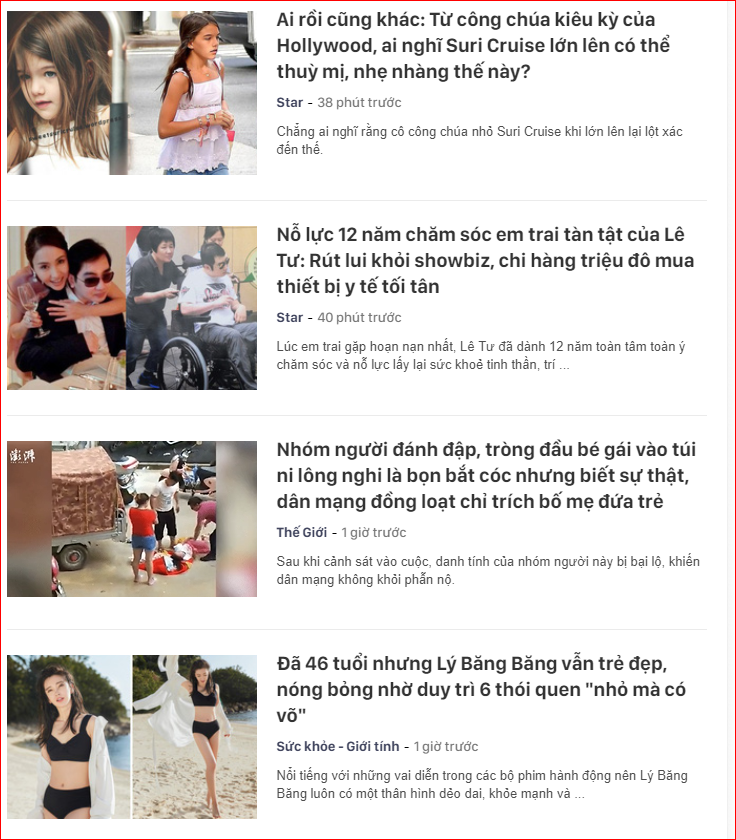 Ai rồi cũng khác: Từ công chúa kiêu kỳ của
Hollywood, ai nghĩ Suri Cruise lớn lên có thể
thuỳ mị, nhẹ nhàng thế này?
Star - 38 phút trước
Chẳng ai nghĩ rằng cô công chúa nhỏ Suri Cruise khi lớn lên lại lột xác
đến thế.
Nỗ lực 12 năm chăm sóc em trai tàn tật của Lê
Tư: Rút lui khỏi showbiz, chi hàng triệu đô mua
thiết bị y tế tối tân
Star - 40 phút trước
Lúc em trai gặp hoạn nạn nhất, Lê Tư đã dành 12 năm toàn tâm toàn ý
chăm sóc và nỗ lực lấy lại sức khoẻ tinh thần, trí ...
澎湃
Nhóm người đánh đập, tròng đầu bé gái vào túi
ni lông nghi là bọn bắt cóc nhưng biết sự thật,
dân mạng đồng loạt chỉ trích bố mẹ đứa trẻ
Thế Giới - 1 giờ trước
Sau khi cảnh sát vào cuộc, danh tính của nhóm người này bị bại lộ, khiến
dân mạng không khỏi phẫn nộ.
Đã 46 tuổi nhưng Lý Băng Băng vẫn trẻ đẹp,
nóng bỏng nhờ duy trì 6 thói quen "nhỏ mà có
võ"
Sức khỏe - Giới tính - 1 giờ trước
Nổi tiếng với những vai diễn trong các bộ phim hành động nên Lý Băng
Băng luôn có một thân hình dẻo dai, khỏe mạnh và ...